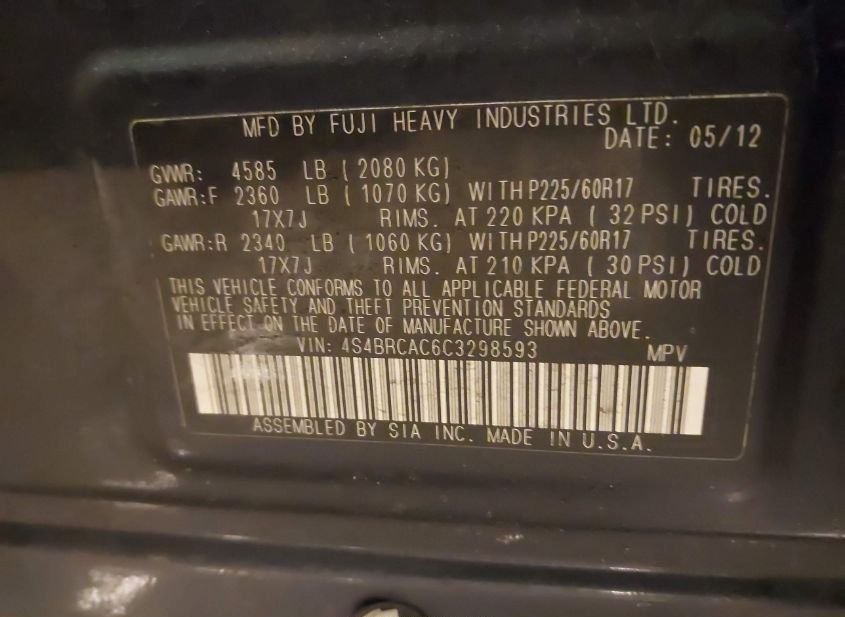 MFD BY FUJI HEAVY INDUSTRIES LTD.
DATE: 05/12
GVWR: 4585 LB ( 2080 KG)
GAWR:F 2360 LB ( 1070 KG) WITH P225/60R17 TIRES.
17X7J RIMS. AT 220 KPA ( 32 PSI) COLD
GAWR:R 2340 LB ( 1060 KG) WITH P225/60R17 TIRES.
17X7J RIMS. AT 210 KPA ( 30 PSI) COLD
THIS VEHICLE CONFORMS TO ALL APPLICABLE FEDERAL MOTOR
VEHICLE SAFETY AND THEFT PREVENTION STANDARDS
IN EFFECT ON THE DATE OF MANUFACTURE SHOWN ABOVE.
VIN: 4S4BRCAC6C3298593 MPV
ASSEMBLED BY SIA INC. MADE IN U.S.A.